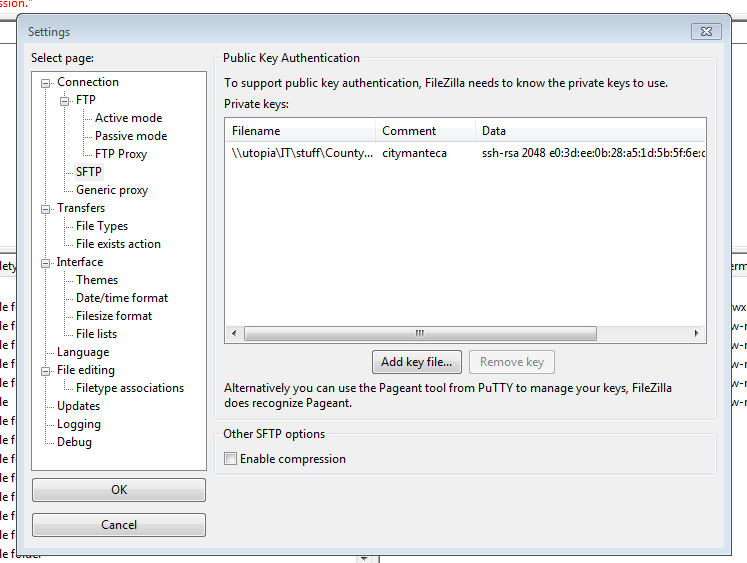 ssion."
Settings
Select page:
Connection
FTP
Active mode
Passive mode
FTP Proxy
SFTP
Generic proxy
Transfers
File Types
File exists action
Interface
Themes
Date/time format
Filesize format
File lists
Language
File editing
Filetype associations
Updates
Logging
Debug
OK
Cancel
Public Key Authentication
To support public key authentication, FileZilla needs to know the private keys to use.
Private keys:
Filename Comment Data
\\utopia\IT\stuff\County... citymanteca ssh-rsa 2048 e0:3d:ee:0b:28:a5:1d:5b:5f:6e:c
Add key file... Remove key
Alternatively you can use the Pageant tool from PuTTY to manage your keys, FileZilla
does recognize Pageant.
Other SFTP options
Enable compression